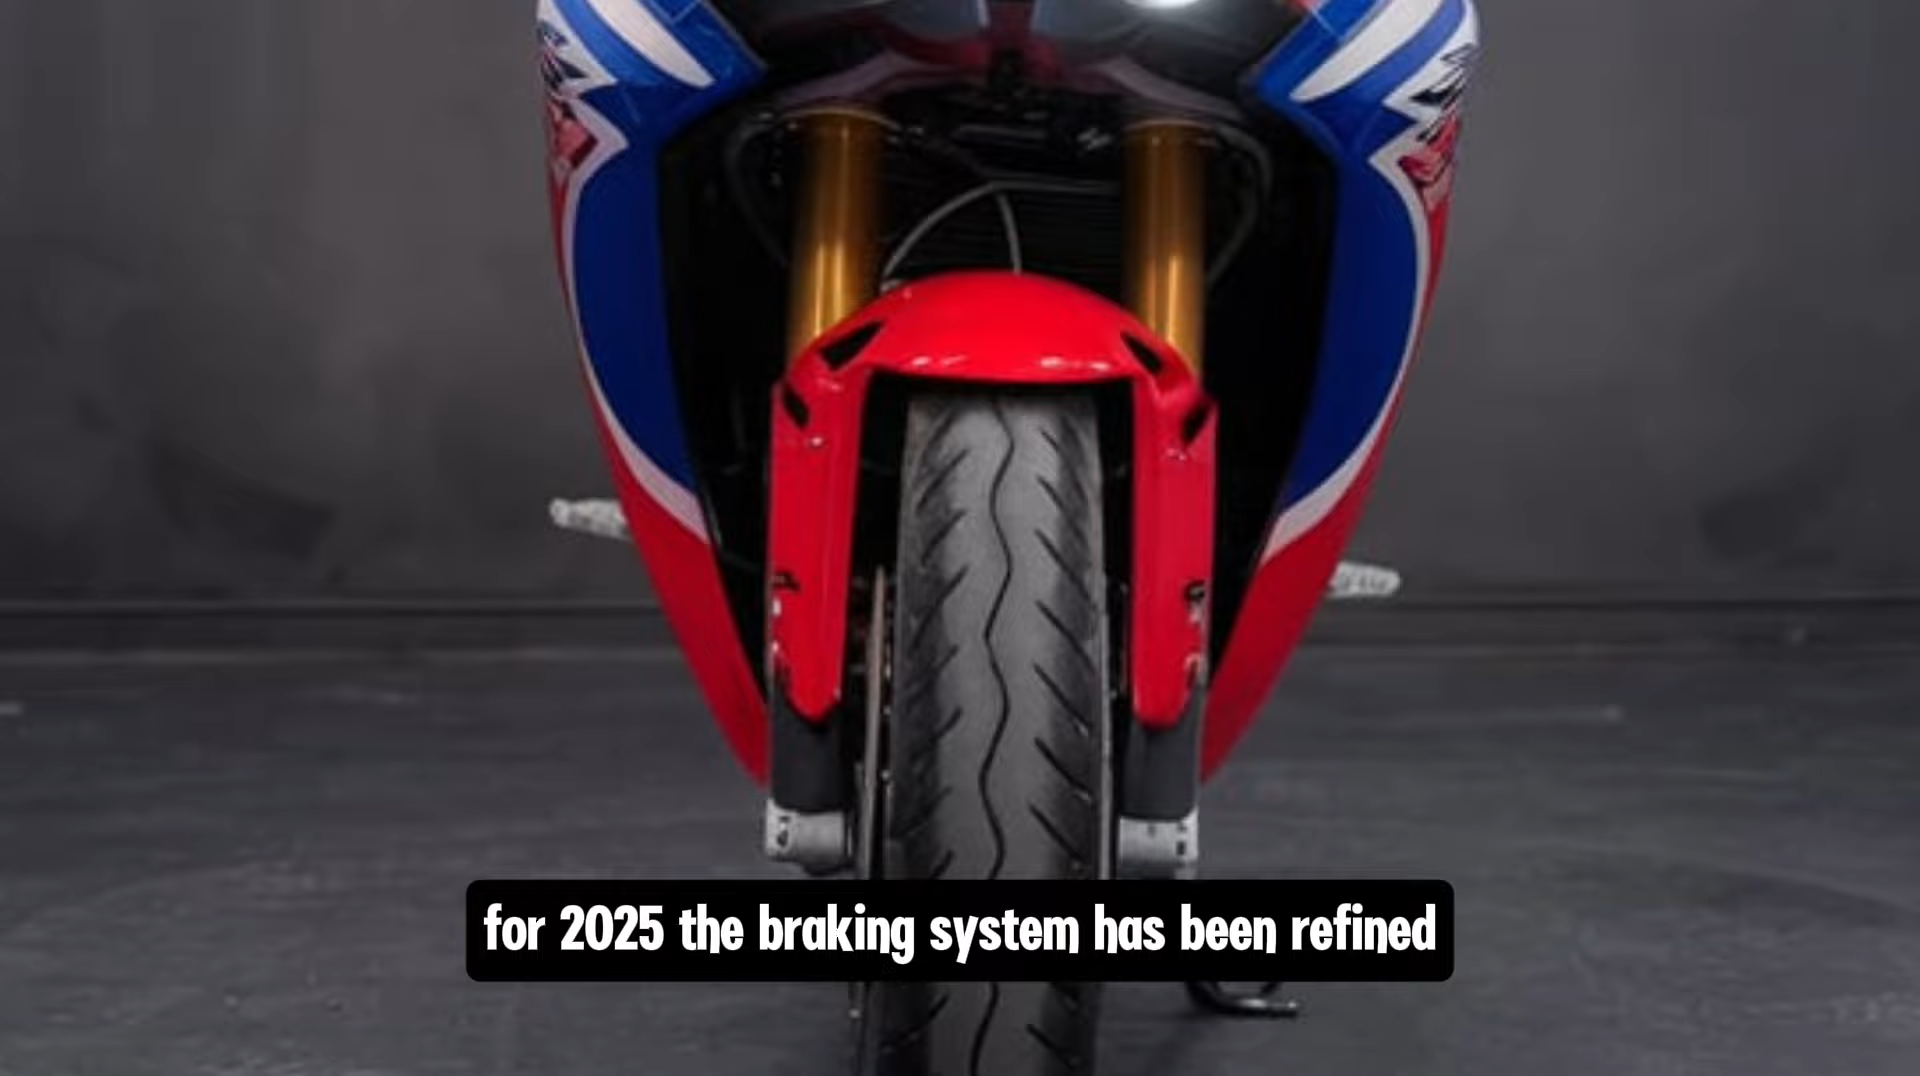 for 2025 the braking system has been refined